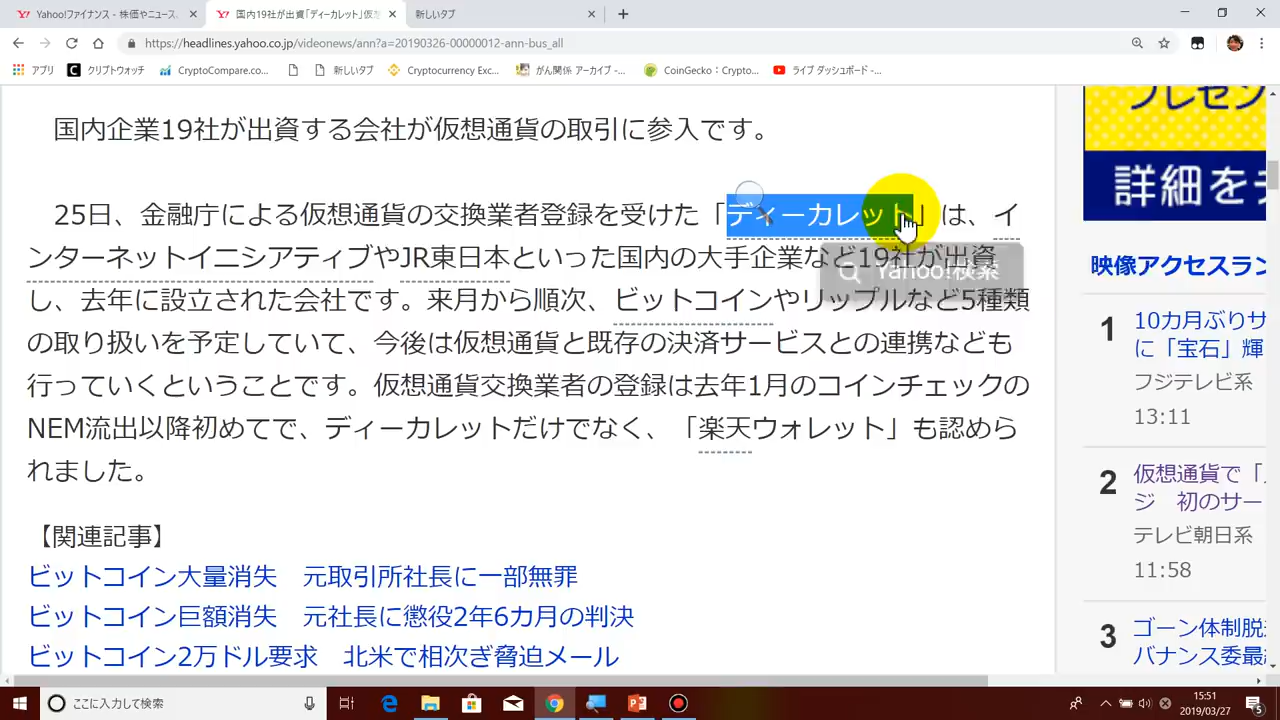 Yahoo!ファイナンス - 株価やニュース、
国内19社が出資「ディーカレット」仮
新しいタブ
https://headlines.yahoo.co.jp/videonews/ann?a=20190326-00000012-ann-bus_all
アプリ
クリプトウォッチ
CryptoCompare.co...
新しいタブ
Cryptocurrency Exc...
がん関係 アーカイブ -...
CoinGecko：Crypto...
ライブ ダッシュボード -...
国内企業19社が出資する会社が仮想通貨の取引に参入です。
25日、金融庁による仮想通貨の交換業者登録を受けた「ディーカレット」は、イ
ンターネットイニシアティブやJR東日本といった国内の大手企業など19社が出資
Yahoo!検索
し、去年に設立された会社です。来月から順次、ビットコインやリップルなど5種類
の取り扱いを予定していて、今後は仮想通貨と既存の決済サービスとの連携なども
行っていくということです。仮想通貨交換業者の登録は去年1月のコインチェックの
NEM流出以降初めてで、ディーカレットだけでなく、「楽天ウォレット」も認めら
れました。
【関連記事】
ビットコイン大量消失　元取引所社長に一部無罪
ビットコイン巨額消失　元社長に懲役2年6カ月の判決
ビットコイン2万ドル要求　北米で相次ぎ脅迫メール
プレゼン
詳細を
映像アクセスラン
1
10カ月ぶりサ
に「宝石」輝
フジテレビ系
13:11
2
仮想通貨で「
ジ　初のサー
テレビ朝日系
11:58
3
ゴーン体制脱
バナンス委最
ここに入力して検索
15:51
2019/03/27
5